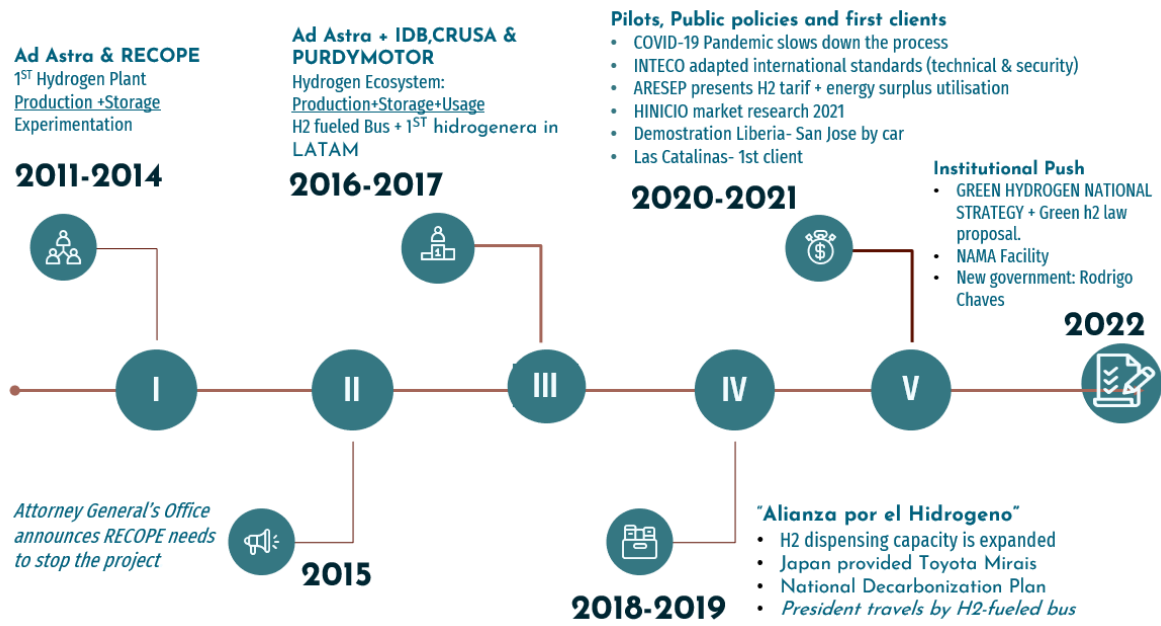 Ad Astra & RECOPE
1ST Hydrogen Plant
Production +Storage
Experimentation
2011-2014
Ad Astra + IDB,CRUSA &
PURDYMOTOR
Hydrogen Ecosystem:
Production+Storage+Usage
H2 fueled Bus + 1ST hidrogenera in
LATAM
2016-2017
Pilots, Public policies and first clients
• COVID-19 Pandemic slows down the process
• INTECO adapted international standards (technical & security)
• ARESEP presents H2 tarif + energy surplus utilisation
• HINICIO market research 2021
• Demostration Liberia- San Jose by car
• Las Catalinas- 1st client
2020-2021
Institutional Push
• GREEN HYDROGEN NATIONAL
STRATEGY + Green h2 law
proposal.
• NAMA Facility
• New government: Rodrigo
Chaves
2022
1
$
I
II
III
IV
V
Attorney General's Office
announces RECOPE needs
to stop the project
2015
2018-2019
"Alianza por el Hidrogeno"
• H2 dispensing capacity is expanded
• Japan provided Toyota Mirais
• National Decarbonization Plan
• President travels by H2-fueled bus